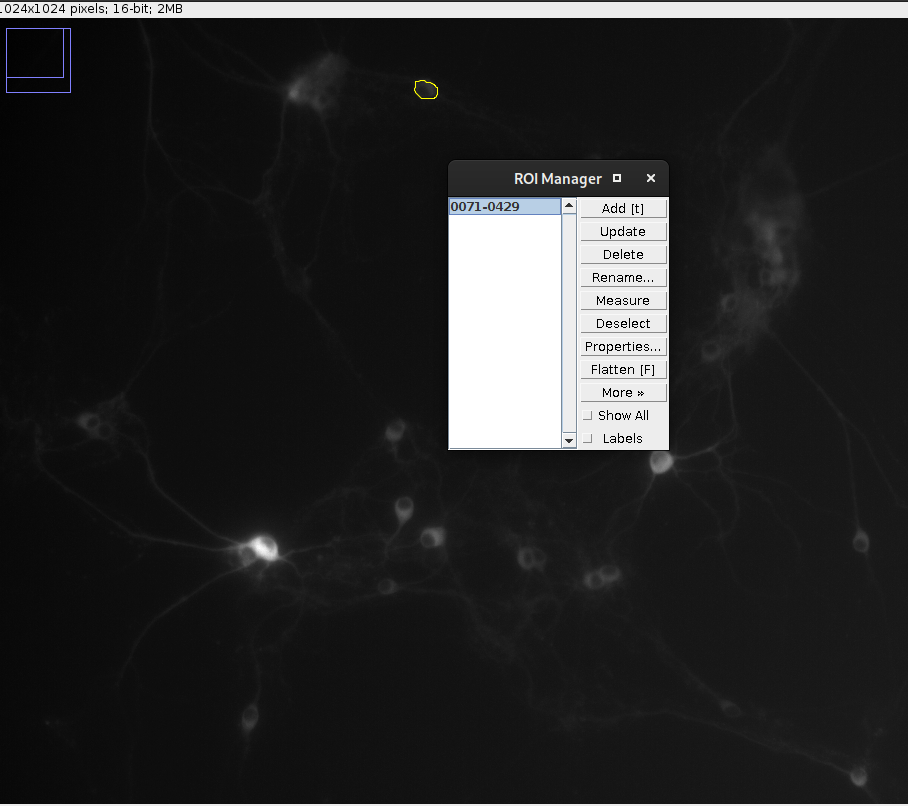 1024x1024 pixels; 16-bit; 2MB
ROI Manager
0071-0429
Add [t]
Update
Delete
Rename...
Measure
Deselect
Properties...
Flatten [F]
More »
Show All
Labels